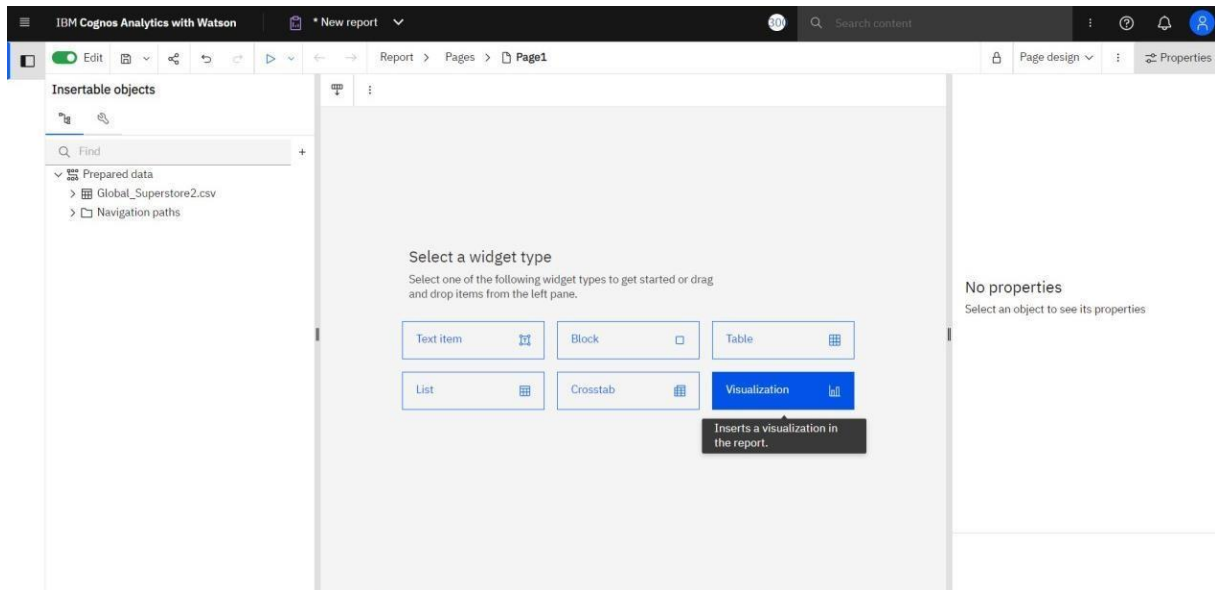 IBM Cognos Analytics with Watson
* New report
30
Search content
Edit
Report > Pages > Page1
Page design
Properties
Insertable objects
Find
+
Prepared data
Global_Superstore2.csv
Navigation paths
Select a widget type
Select one of the following widget types to get started or drag
and drop items from the left pane.
Text item
Block
Table
List
Crosstab
Visualization
Inserts a visualization in
the report.
No properties
Select an object to see its properties